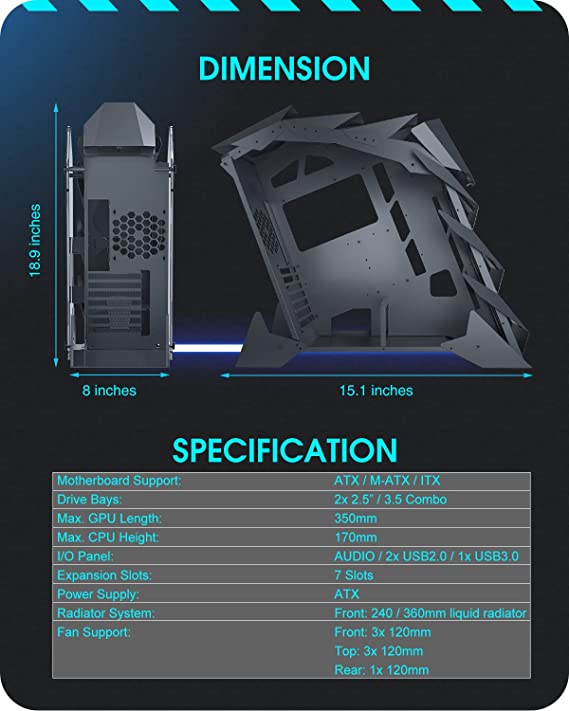 DIMENSION
18.9 inches
8 inches
15.1 inches
SPECIFICATION
Motherboard Support: ATX / M-ATX / ITX
Drive Bays: 2x 2.5" / 3.5 Combo
Max. GPU Length: 350mm
Max. CPU Height: 170mm
I/O Panel: AUDIO / 2x USB2.0 / 1x USB3.0
Expansion Slots: 7 Slots
Power Supply: ATX
Radiator System: Front: 240 / 360mm liquid radiator
Fan Support: Front: 3x 120mm
Top: 3x 120mm
Rear: 1x 120mm